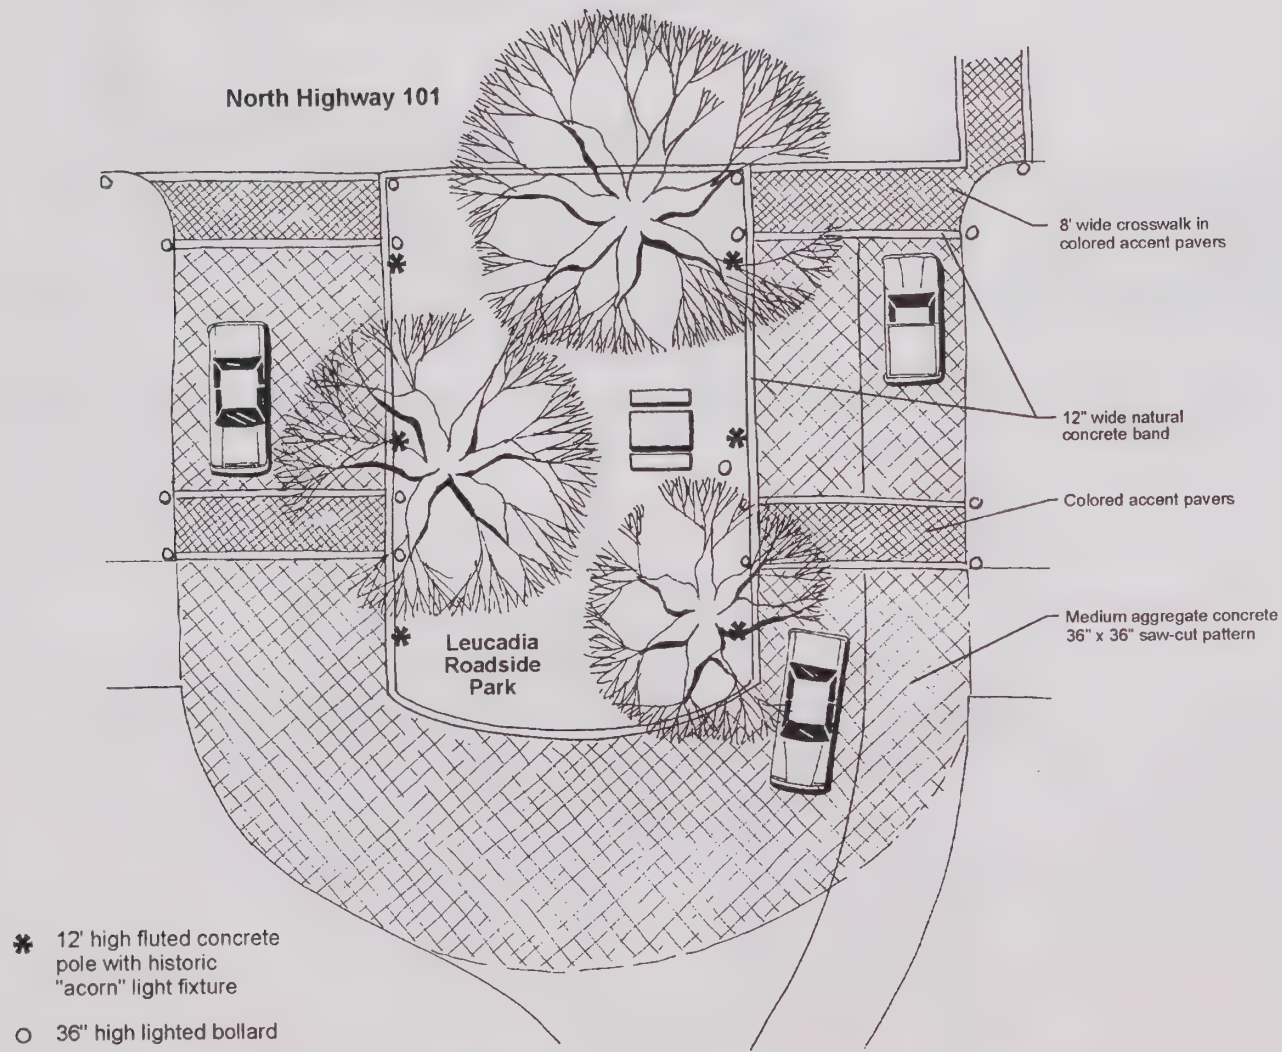 North Highway 101
8' wide crosswalk in
colored accent pavers
12" wide natural
concrete band
Colored accent pavers
Medium aggregate concrete
36" x 36" saw-cut pattern
Leucadia
Roadside
Park
12' high fluted concrete
pole with historic
"acorn" light fixture
36" high lighted bollard